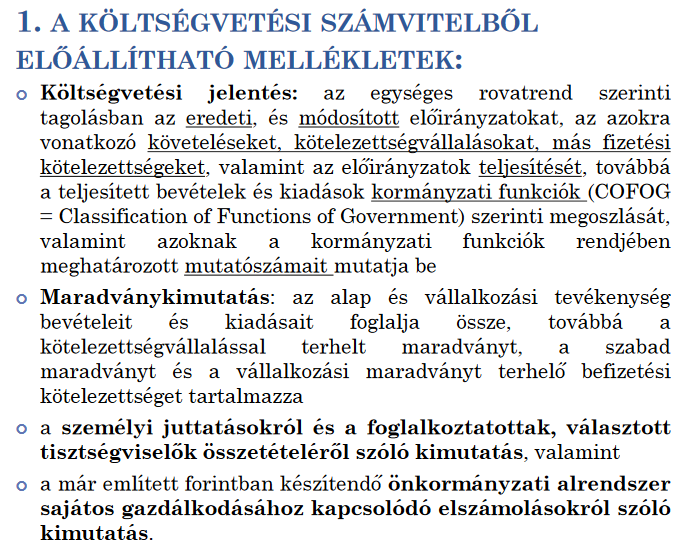 1. A KÖLTSÉGVETÉSI SZÁMVITELBŐL
ELŐÁLLÍTHATÓ MELLÉKLETEK:
Költségvetési jelentés: az egységes rovatrend szerinti
tagolásban az eredeti, és módosított előirányzatokat, az azokra
vonatkozó követeléseket, kötelezettségvállalásokat, más fizetési
kötelezettségeket, valamint az előirányzatok teljesítését, továbbá
a teljesített bevételek és kiadások kormányzati funkciók (COFOG
= Classification of Functions of Government) szerinti megoszlását,
valamint azoknak a kormányzati funkciók rendjében
meghatározott mutatószámait mutatja be
Maradványkimutatás: az alap és vállalkozási tevékenység
bevételeit és kiadásait foglalja össze, továbbá a
kötelezettségvállalással terhelt maradványt, a szabad
maradványt és a vállalkozási maradványt terhelő befizetési
kötelezettséget tartalmazza
a személyi juttatásokról és a foglalkoztatottak, választott
tisztségviselők összetételéről szóló kimutatás, valamint
a már említett forintban készítendő önkormányzati alrendszer
sajátos gazdálkodásához kapcsolódó elszámolásokról szóló
kimutatás.